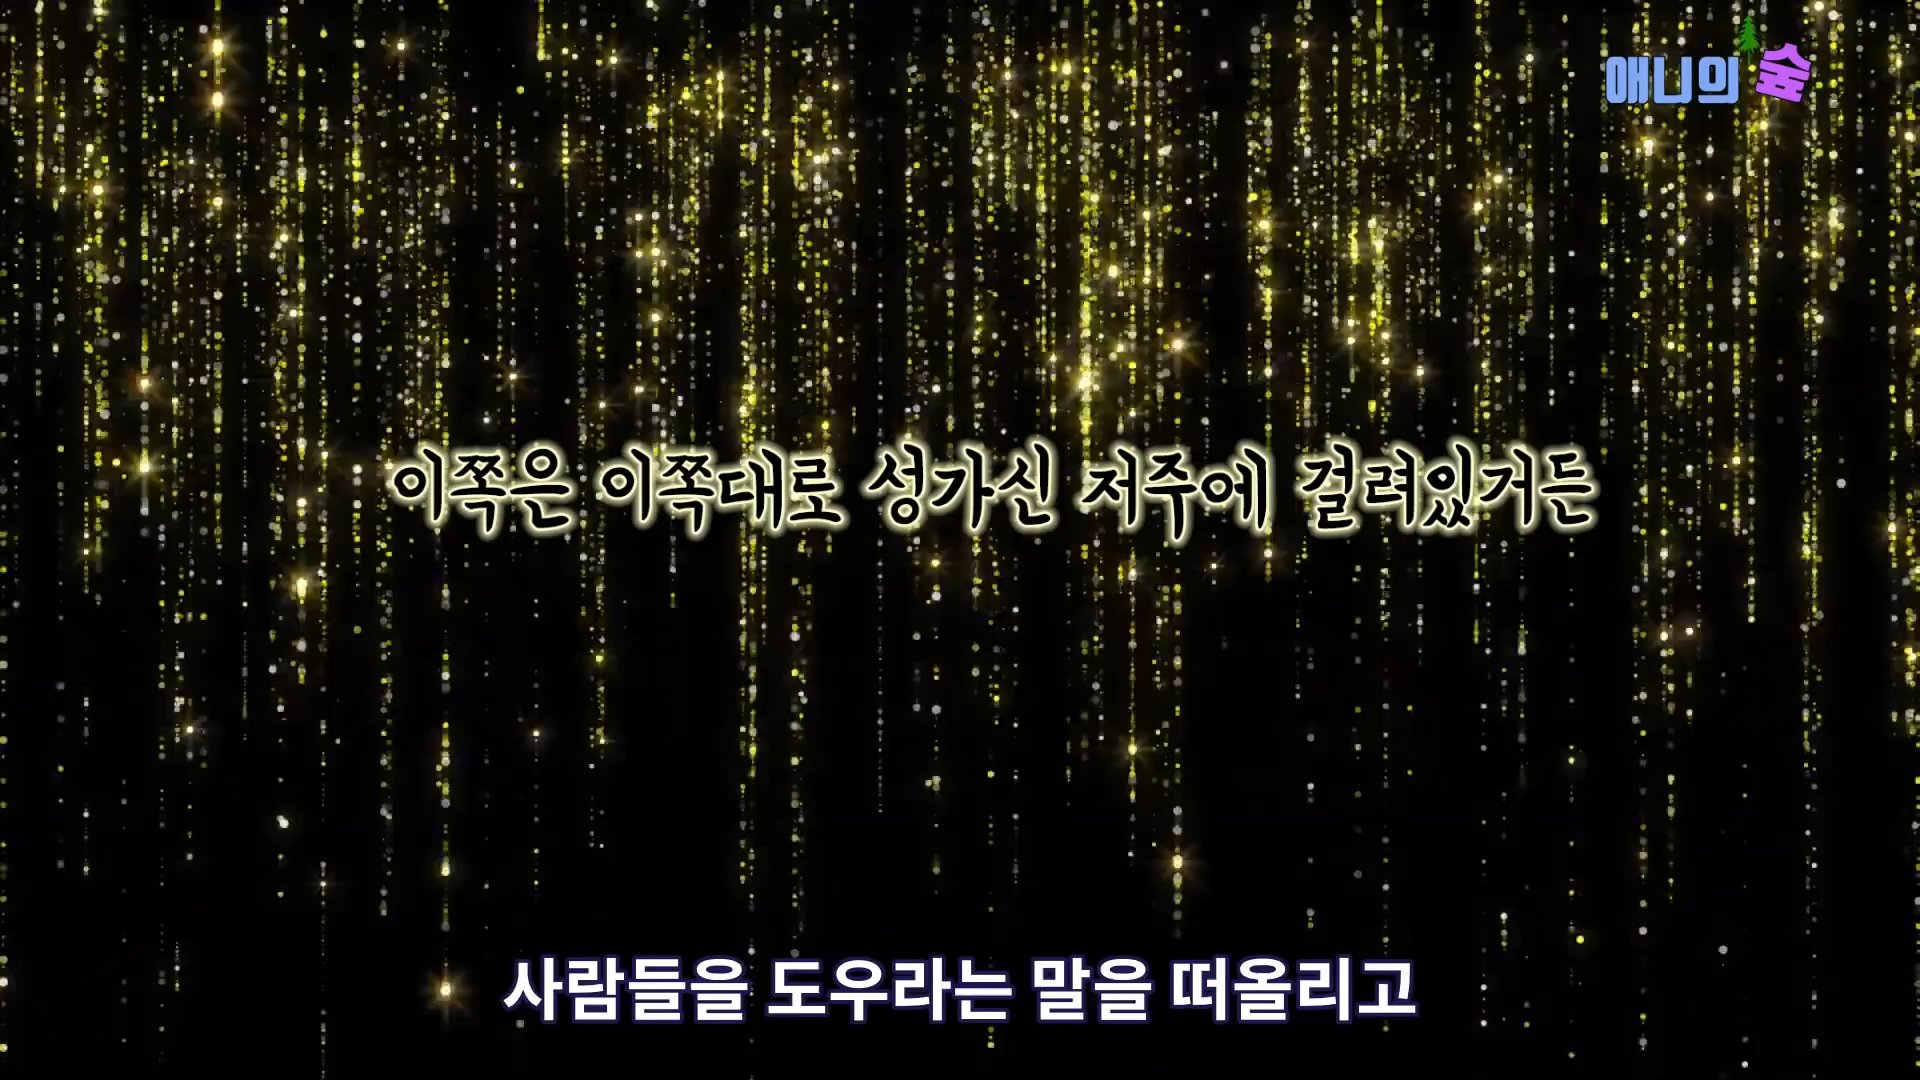 애니의 숲
이쪽은 이쪽대로 성가신 저주에 걸려있거든
사람들을 도우라는 말을 떠올리고